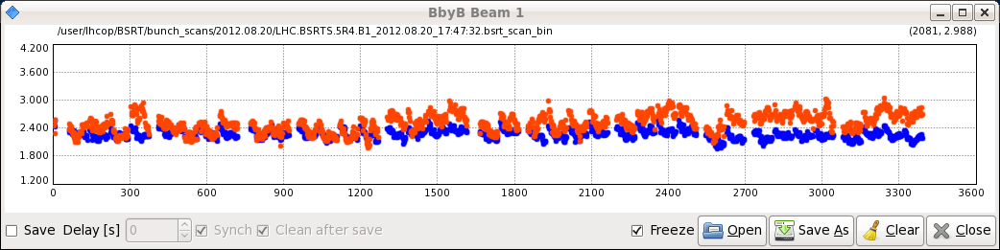 BbyB Beam 1
/user/lhcop/BSRT/bunch_scans/2012.08.20/LHC.BSRTS.5R4.B1_2012.08.20_17:47:32.bsrt_scan_bin (2081, 2.988)
4.200
3.600
3.000
2.400
1.800
1.200
0 300 600 900 1200 1500 1800 2100 2400 2700 3000 3300 3600
Save Delay [s] 0 Synch Clean after save Freeze Open Save As Clear Close